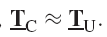 . T_C ≈ T_U.